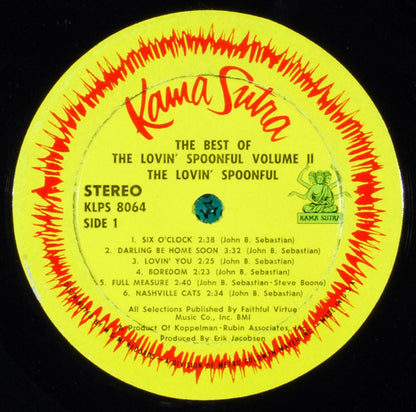 Kama Sutra
THE BEST OF
THE LOVIN' SPOONFUL VOLUME II
THE LOVIN' SPOONFUL
STEREO
KLPS 8064
SIDE 1
KAMA SUTRA
1. SIX O'CLOCK 2:38 (John B. Sebastian)
2. DARLING BE HOME SOON 3:32 (John B. Sebastian)
3. LOVIN' YOU 2:25 (John B. Sebastian)
4. BOREDOM 2:23 (John B. Sebastian)
5. FULL MEASURE 2:40 (John B. Sebastian-Steve Boone)
6. NASHVILLE CATS 2:34 (John B. Sebastian)
All Selections Published By Faithful Virtue
Music Co., Inc. BMI
A Product Of Koppelman-Rubin Associates, Inc.
Produced By Erik Jacobsen